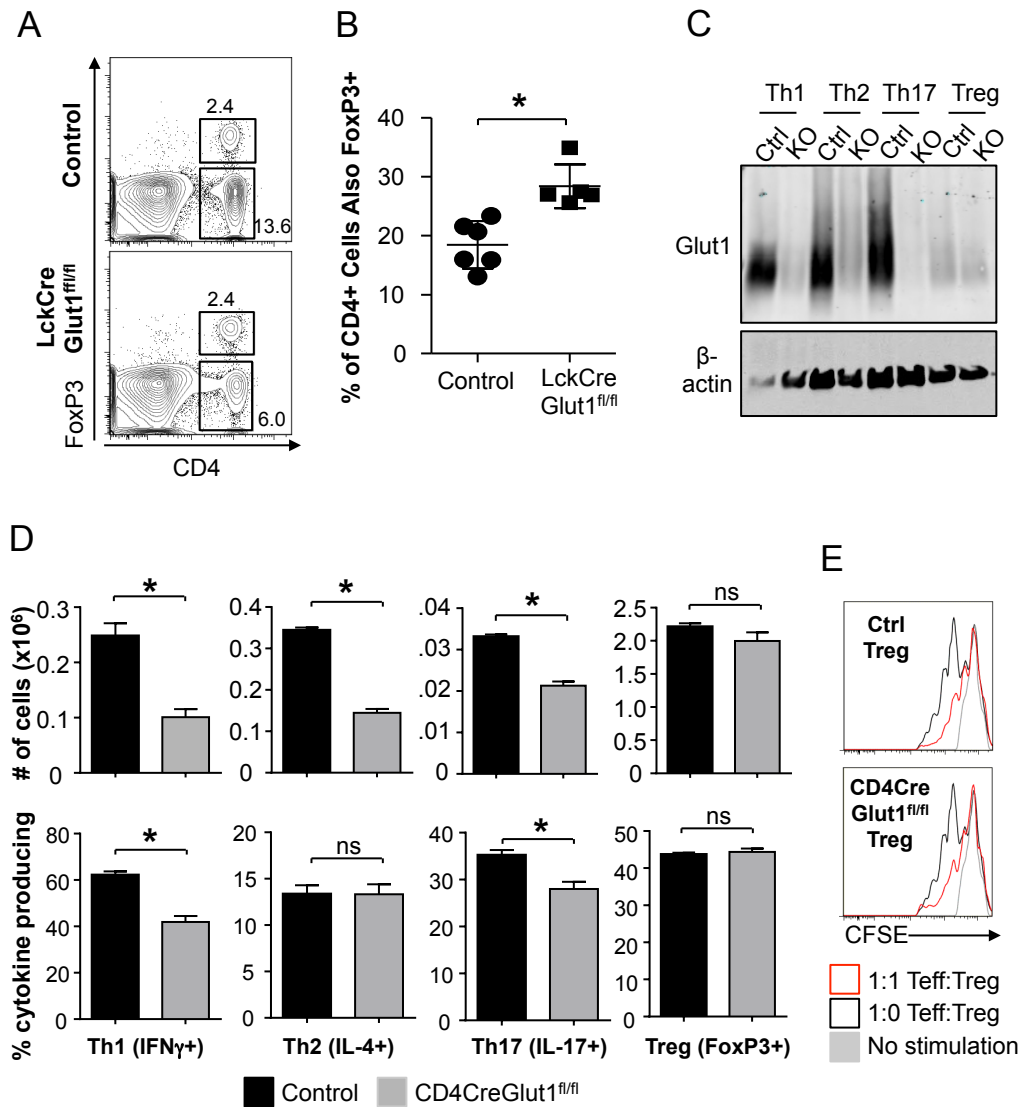 A
Control
2.4
13.6
LckCre
Glut1ffl/fl
2.4
6.0
FoxP3
CD4
B
% of CD4+ Cells Also FoxP3+
40
30
20
10
0
*
Control
LckCre
Glut1fl/fl
C
Th1 Th2 Th17 Treg
Ctrl KO Ctrl KO Ctrl KO Ctrl KO
Glut1
β-
actin
D
# of cells (x10⁶)
0.3
0.2
0.1
0
*
0.4
0.3
0.2
0.1
0
*
.04
.03
.02
.01
0
*
2.5
2.0
1.5
1.0
0.5
0
ns
% cytokine producing
80
60
40
20
0
*
Th1 (IFNγ+)
20
15
10
5
0
ns
Th2 (IL-4+)
40
30
20
10
0
*
Th17 (IL-17+)
50
40
30
20
10
0
ns
Treg (FoxP3+)
Control CD4CreGlut1fl/fl
E
Ctrl
Treg
CD4Cre
Glut1fl/fl
Treg
CFSE
1:1 Teff:Treg
1:0 Teff:Treg
No stimulation